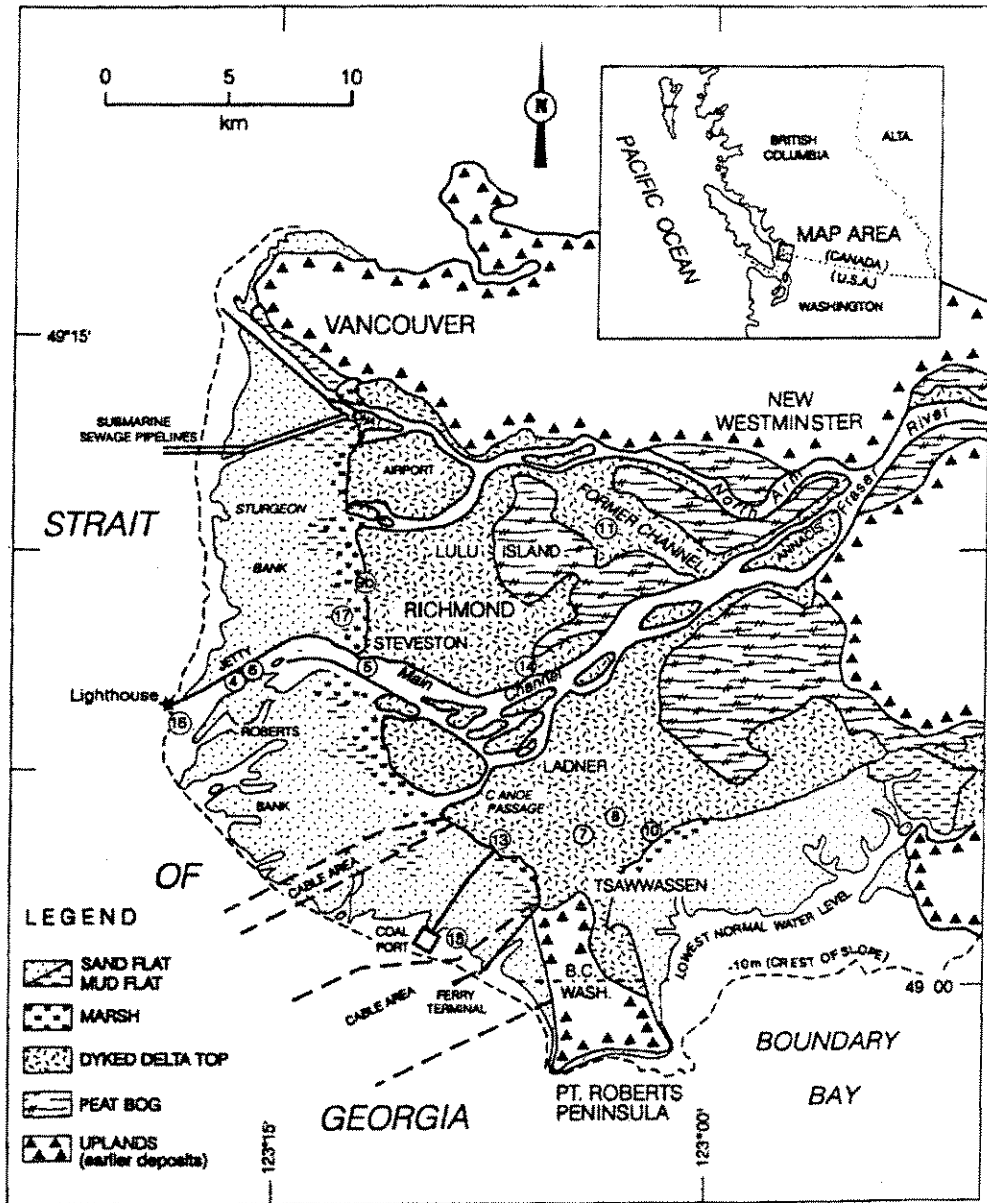 0 5 10
km
N
PACIFIC OCEAN
BRITISH
COLUMBIA
ALTA.
MAP AREA
(CANADA)
(U.S.A.)
WASHINGTON
49°15'
VANCOUVER
NEW
WESTMINSTER
River
Fraser
North Arm
SUBMARINE
SEWAGE PIPELINES
AIRPORT
STRAIT
STURGEON
BANK
FORMER CHANNEL
11
LULU ISLAND
ANNACIS
9b
RICHMOND
17
STEVESTON
JETTY
5
14
Main Channel
4 6
Lighthouse
16
ROBERTS
BANK
LADNER
CANOE
PASSAGE
8
7
10
13
CABLE AREA
OF
TSAWWASSEN
LOWEST NORMAL WATER LEVEL
LEGEND
COAL
PORT
15
SAND FLAT
MUD FLAT
MARSH
DYKED DELTA TOP
PEAT BOG
UPLANDS
(earlier deposits)
CABLE AREA
FERRY
TERMINAL
B.C.
WASH.
-10m (CREST OF SLOPE)
49 00
BOUNDARY
BAY
GEORGIA
PT. ROBERTS
PENINSULA
123°15'
123°00'